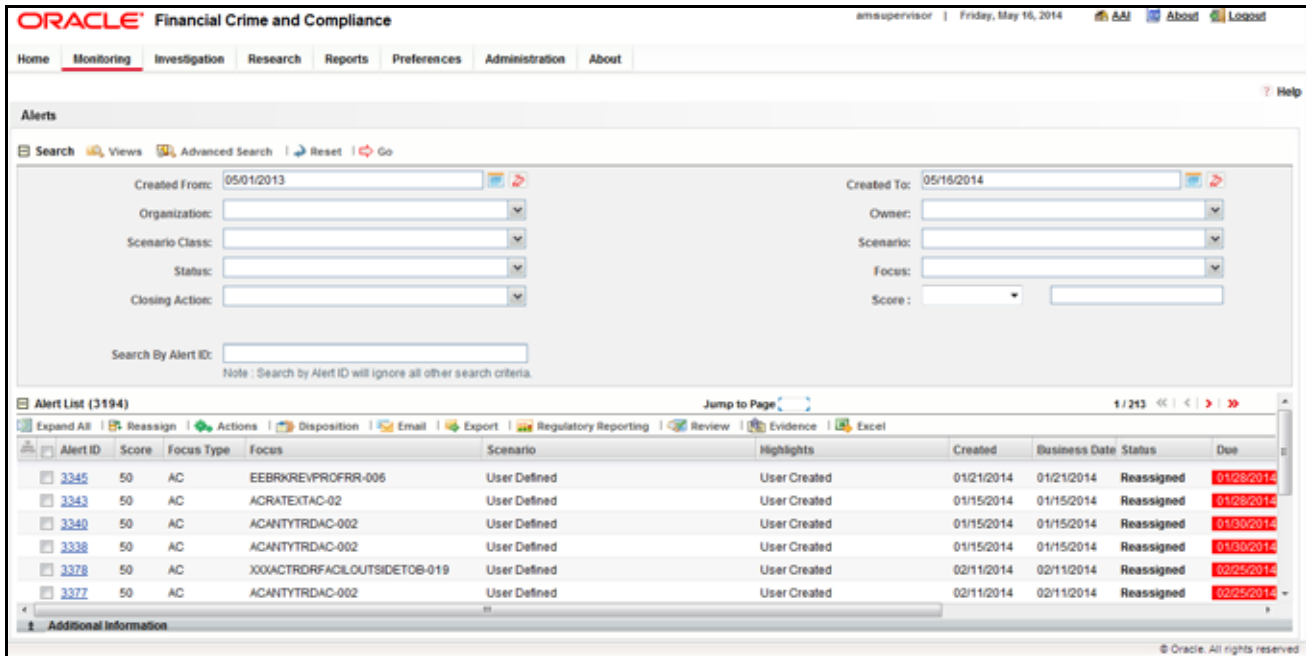 ORACLE® Financial Crime and Compliance
amsupervisor | Friday, May 16, 2014 AAI About Logout
Home Monitoring Investigation Research Reports Preferences Administration About
? Help
Alerts
Search Views Advanced Search | Reset | Go
Created From: 05/01/2013 Created To: 05/16/2014
Organization: Owner:
Scenario Class: Scenario:
Status: Focus:
Closing Action: Score :
Search By Alert ID:
Note : Search by Alert ID will ignore all other search criteria.
Alert List (3194) Jump to Page 1 / 213
Expand All | Reassign | Actions | Disposition | Email | Export | Regulatory Reporting | Review | Evidence | Excel
Alert ID Score Focus Type Focus Scenario Highlights Created Business Date Status Due
3345 50 AC EEBRKREVPROFRR-006 User Defined User Created 01/21/2014 01/21/2014 Reassigned 01/28/2014
3343 50 AC ACRATEXTAC-02 User Defined User Created 01/15/2014 01/15/2014 Reassigned 01/28/2014
3340 50 AC ACANTYTRDAC-002 User Defined User Created 01/15/2014 01/15/2014 Reassigned 01/30/2014
3338 50 AC ACANTYTRDAC-002 User Defined User Created 01/15/2014 01/15/2014 Reassigned 01/30/2014
3378 50 AC XXXACTRDRFACILOUTSIDETOB-019 User Defined User Created 02/11/2014 02/11/2014 Reassigned 02/25/2014
3377 50 AC ACANTYTRDAC-002 User Defined User Created 02/11/2014 02/11/2014 Reassigned 02/25/2014
Additional Information
© Oracle. All rights reserved